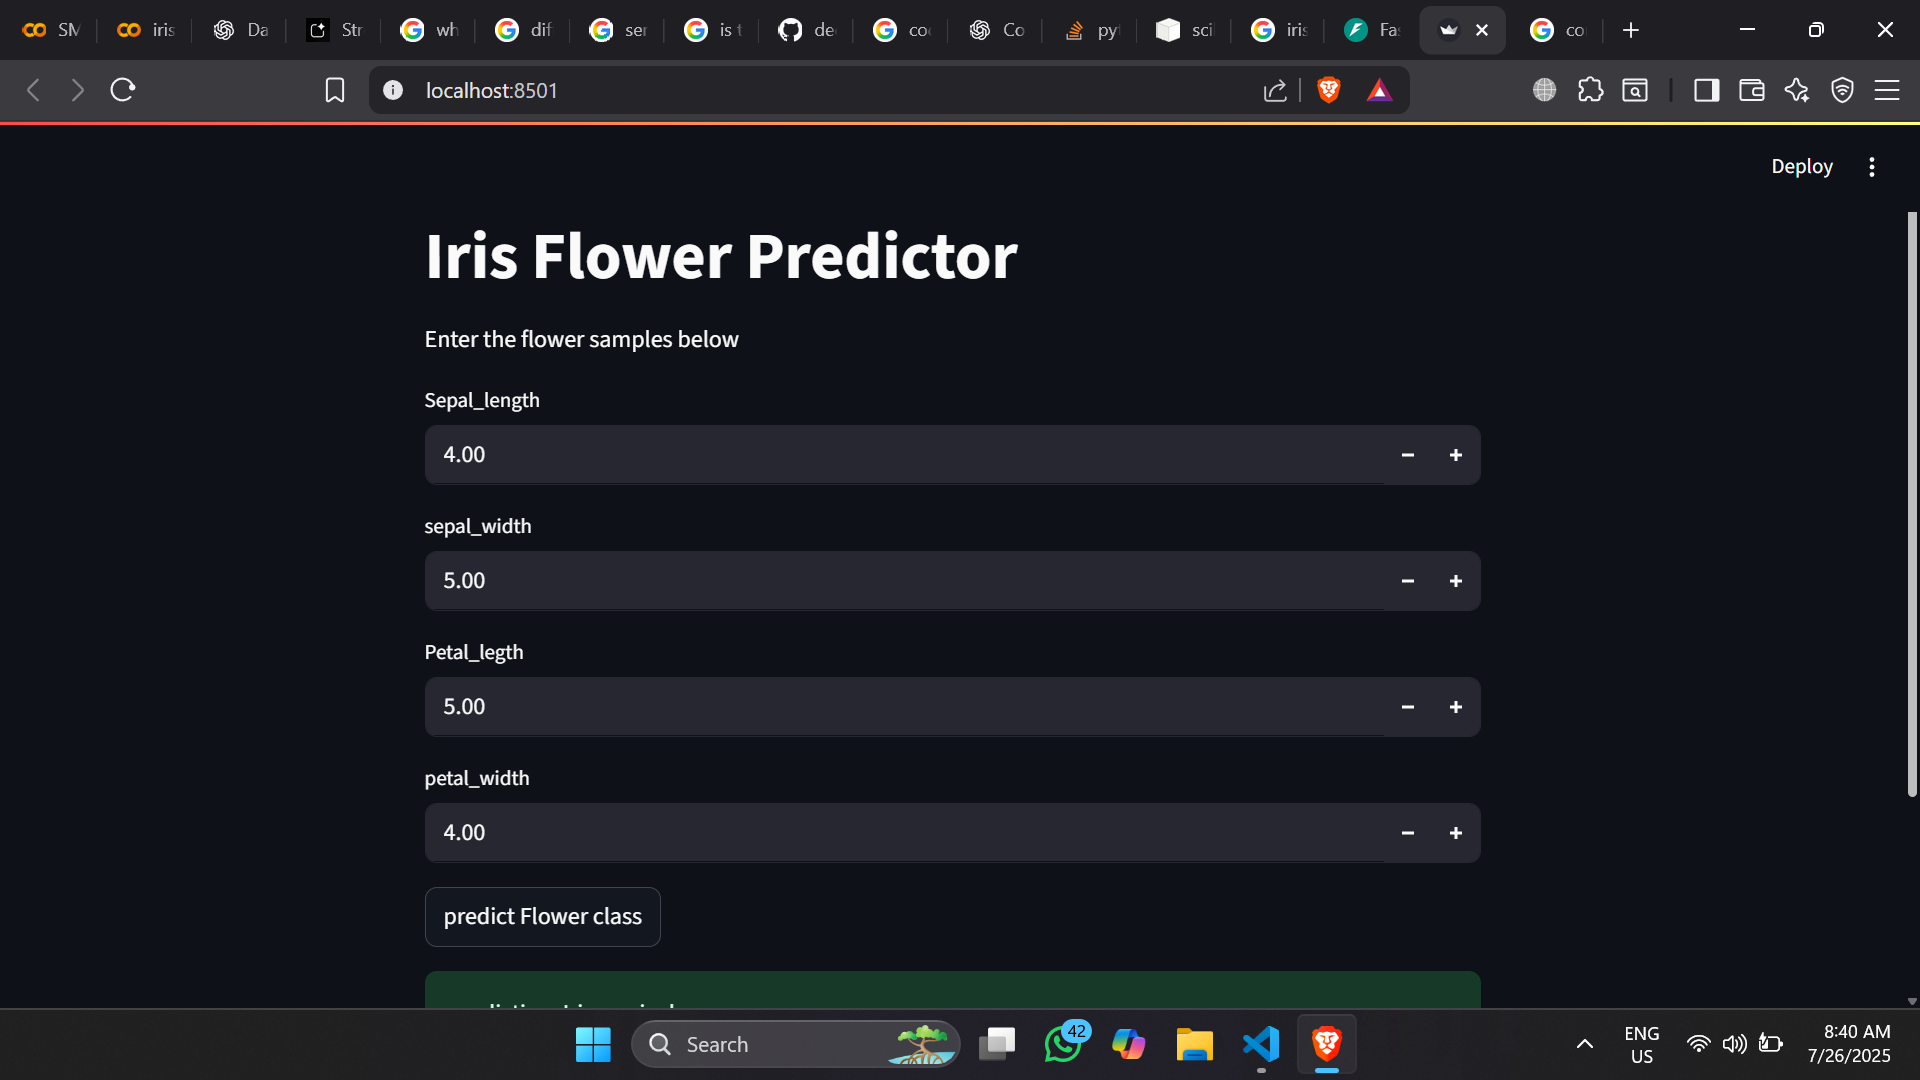 SM
iris
Da
Str
wh
dif
ser
is t
de
co
Co
py
sci
iris
Fas
co
localhost:8501
Deploy
Iris Flower Predictor
Enter the flower samples below
Sepal_length
4.00
sepal_width
5.00
Petal_legth
5.00
petal_width
4.00
predict Flower class
Search
42
ENG
US
8:40 AM
7/26/2025